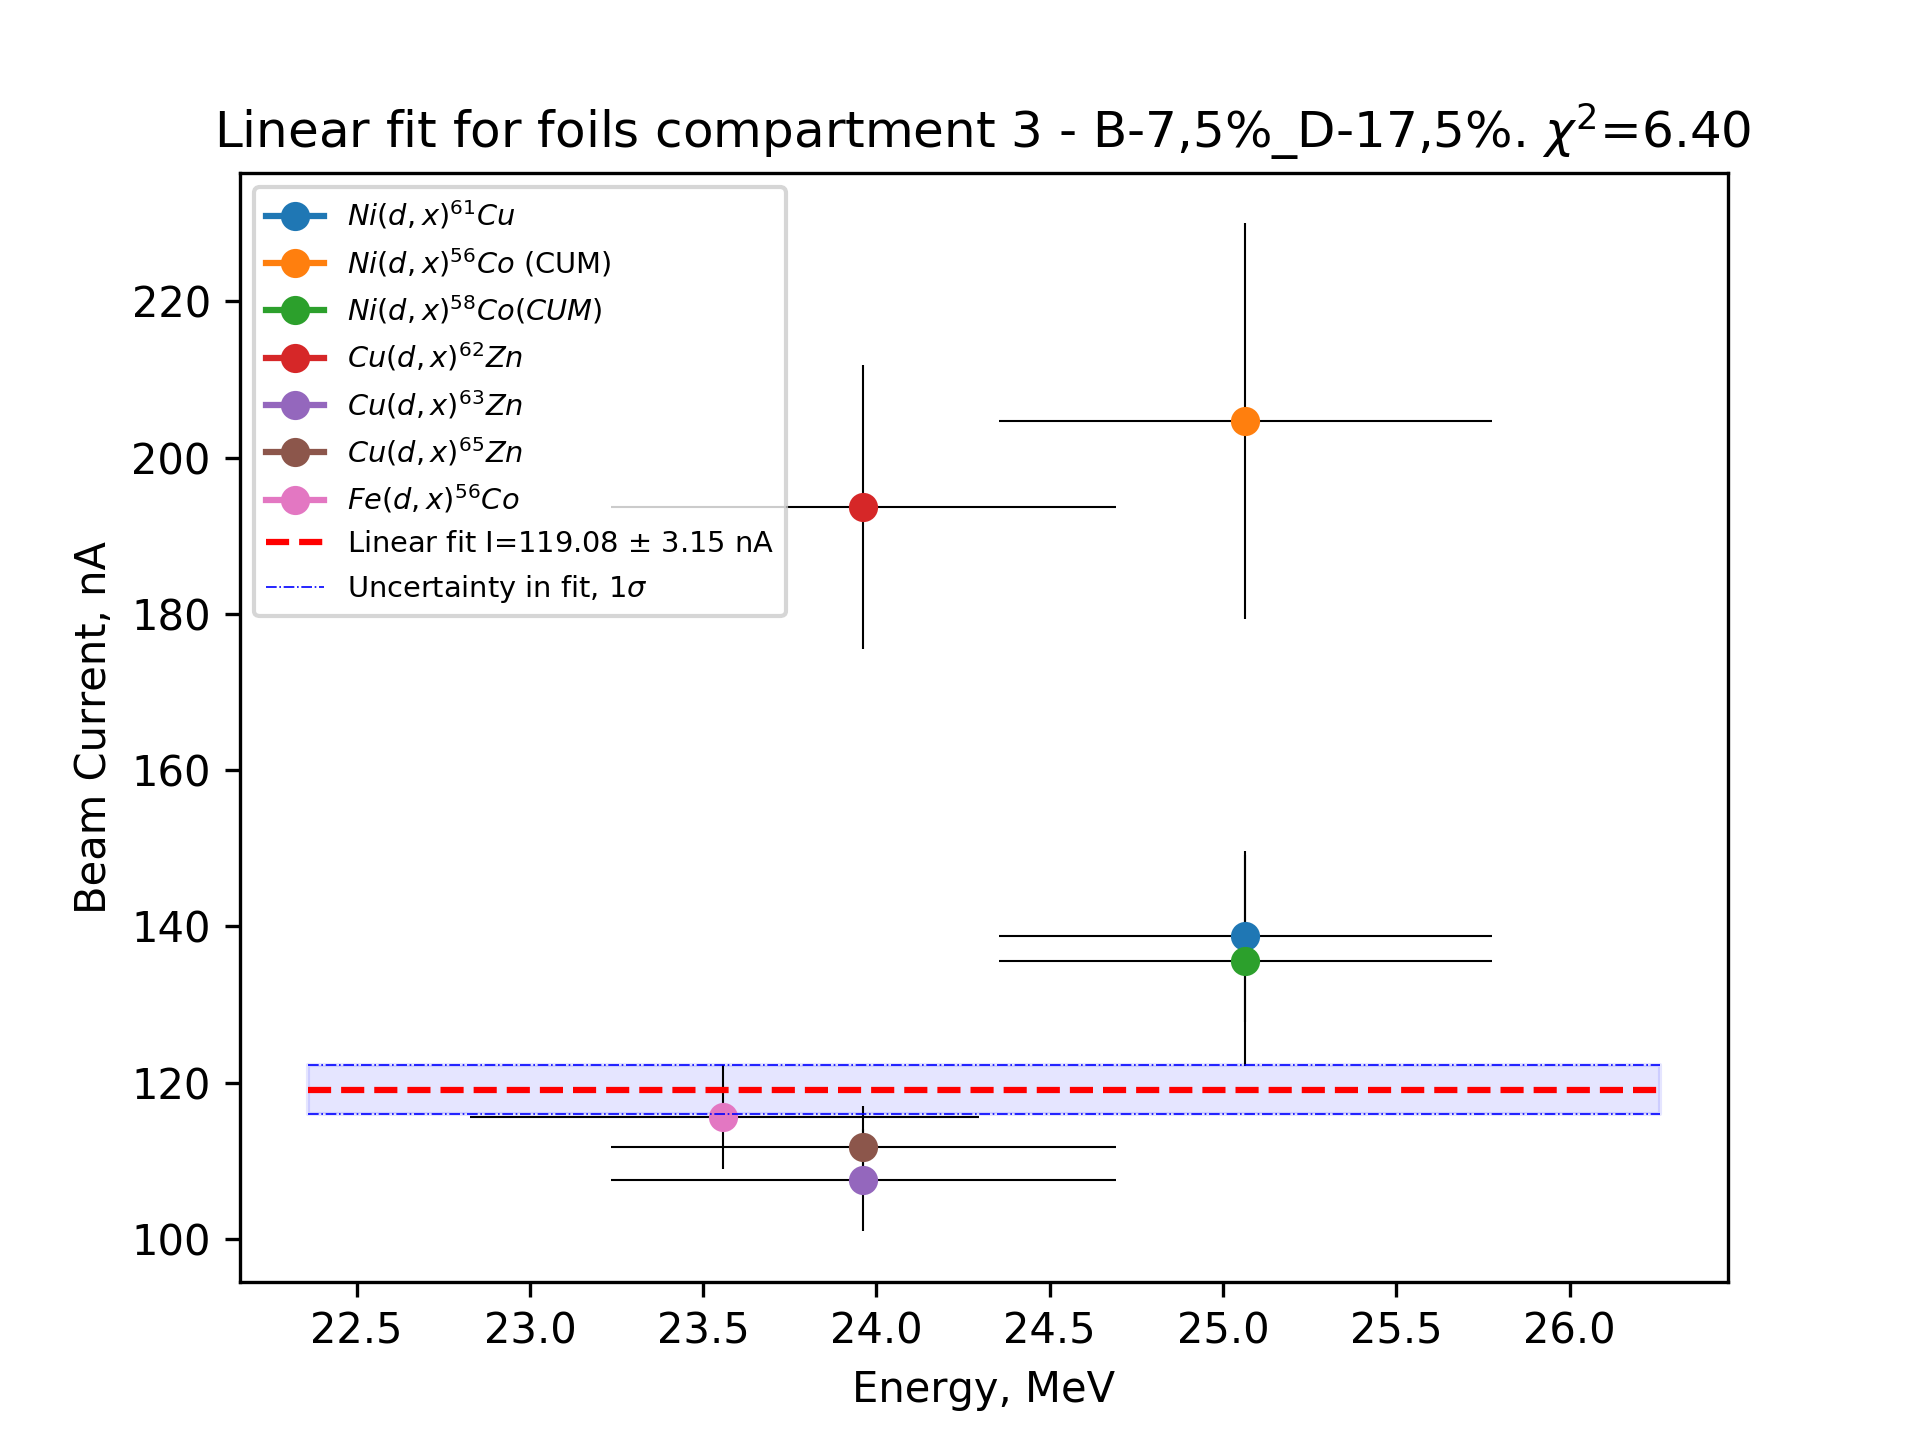 Linear fit for foils compartment 3 - B-7,5%_D-17,5%. χ²=6.40
Ni(d, x)⁶¹Cu
Ni(d, x)⁵⁶Co (CUM)
Ni(d, x)⁵⁸Co(CUM)
Cu(d, x)⁶²Zn
Cu(d, x)⁶³Zn
Cu(d, x)⁶⁵Zn
Fe(d, x)⁵⁶Co
Linear fit I=119.08 ± 3.15 nA
Uncertainty in fit, 1σ
Beam Current, nA
220
200
180
160
140
120
100
22.5 23.0 23.5 24.0 24.5 25.0 25.5 26.0
Energy, MeV